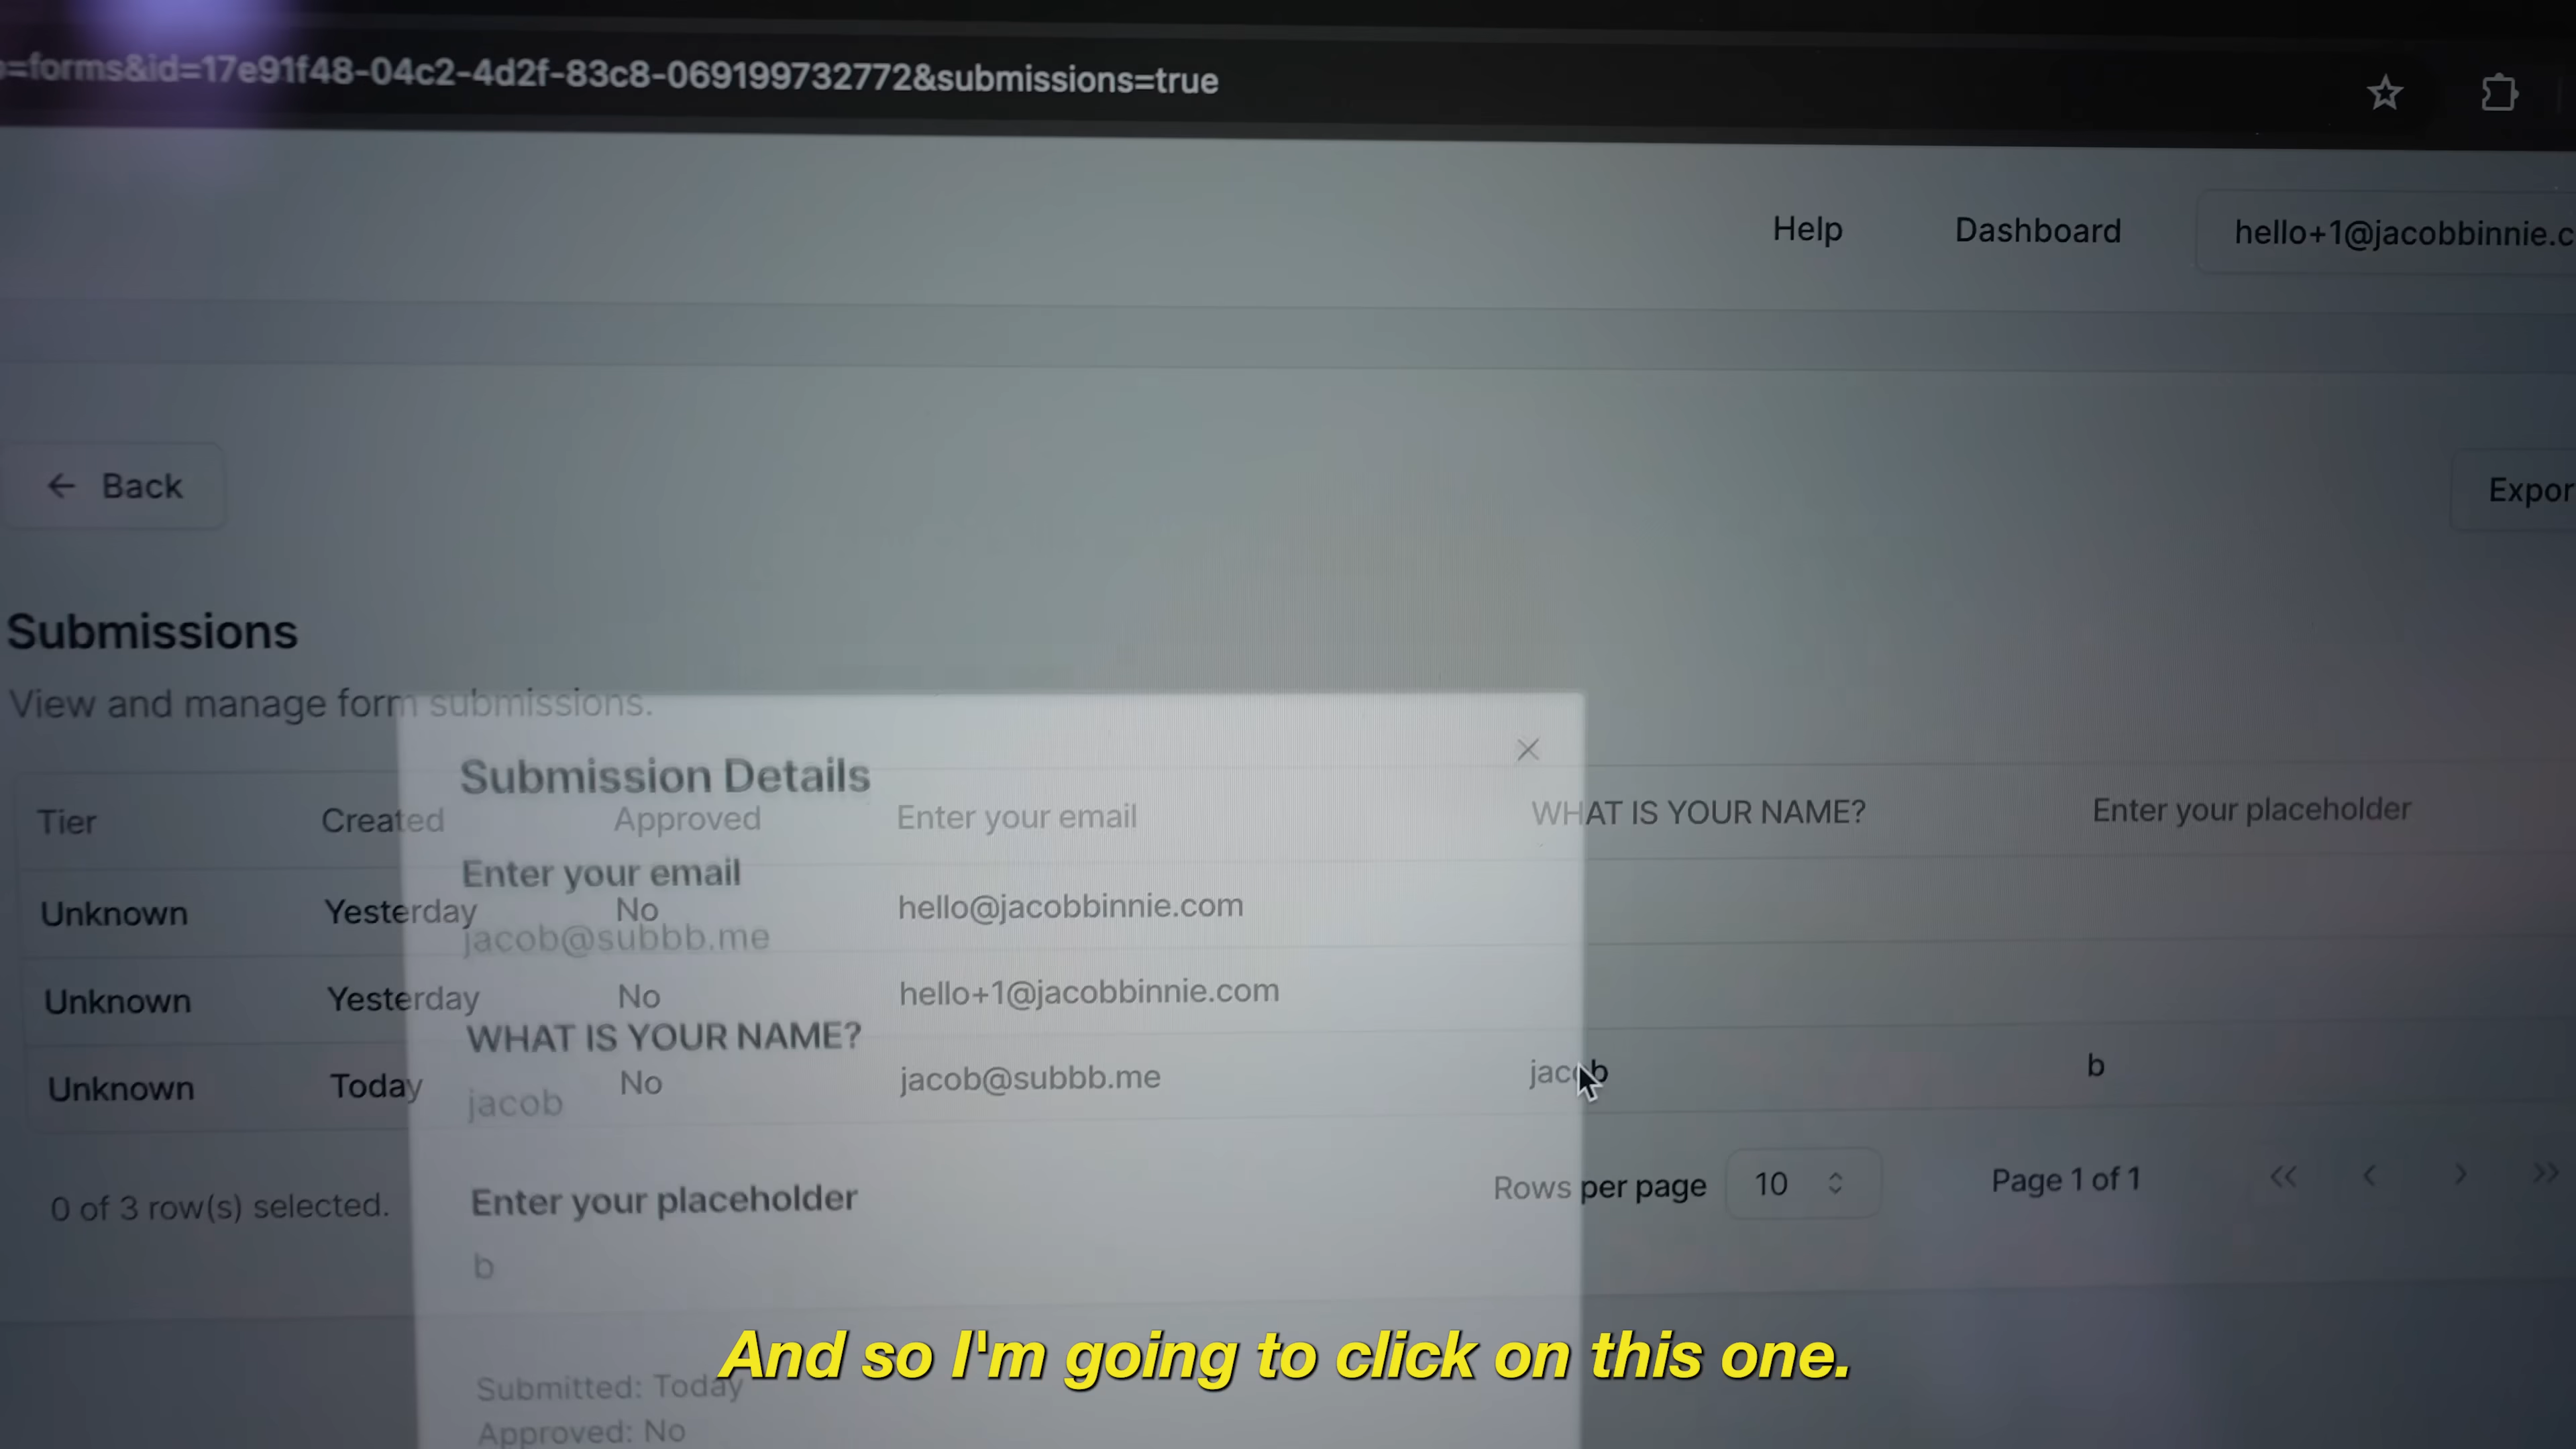 =forms&id=17e91f48-04c2-4d2f-83c8-069199732772&submissions=true
Help Dashboard hello+1@jacobbinnie.c
Back Expor
Submissions
View and manage form submissions.
Submission Details
Tier Created Approved Enter your email WHAT IS YOUR NAME? Enter your placeholder
Enter your email
Unknown Yesterday No hello@jacobbinnie.com
jacob@subbb.me
Unknown Yesterday No hello+1@jacobbinnie.com
WHAT IS YOUR NAME?
Unknown Today No jacob@subbb.me jacob b
jacob
Rows per page 10 Page 1 of 1
0 of 3 row(s) selected.
Enter your placeholder
b
And so I'm going to click on this one.
Submitted: Today
Approved: No